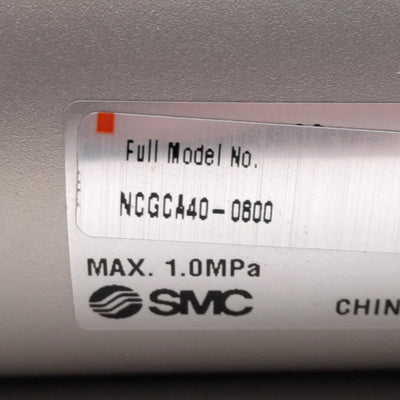 Full Model No.
NCGCA40-0800
MAX. 1.0MPa
SMC
CHIN